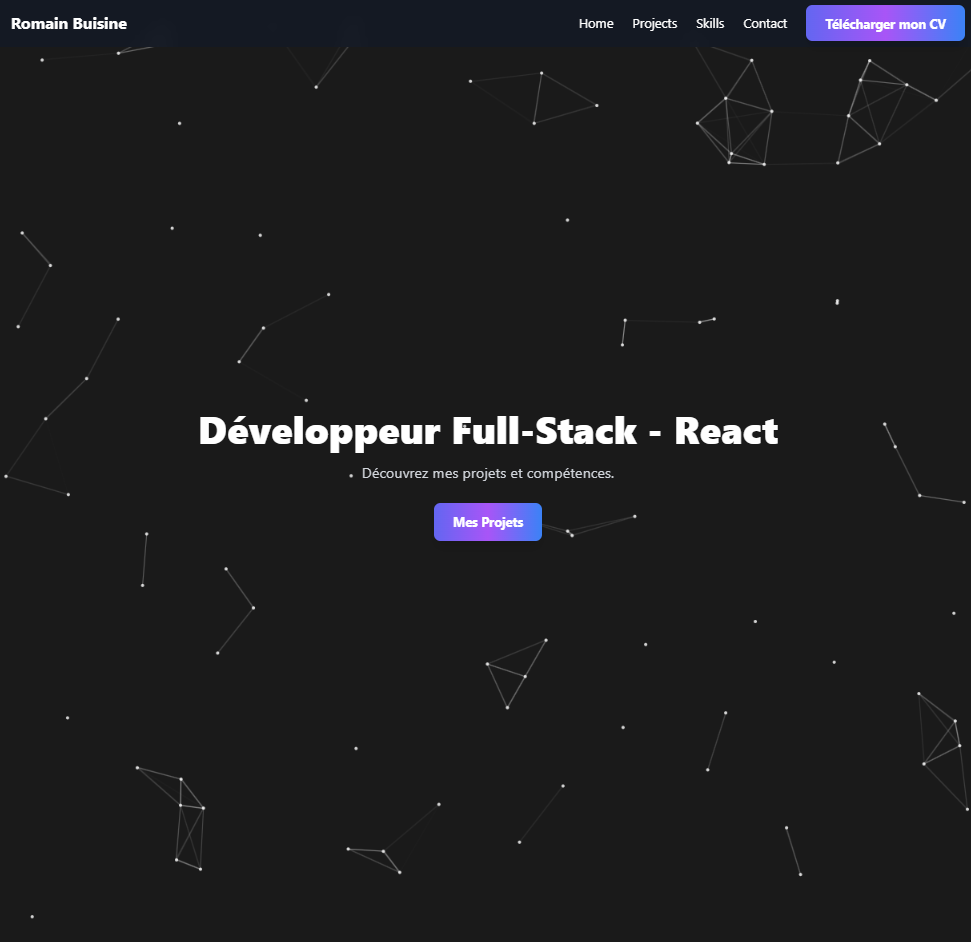 Romain Buisine
Home
Projects
Skills
Contact
Télécharger mon CV
Développeur Full-Stack - React
Découvrez mes projets et compétences.
Mes Projets